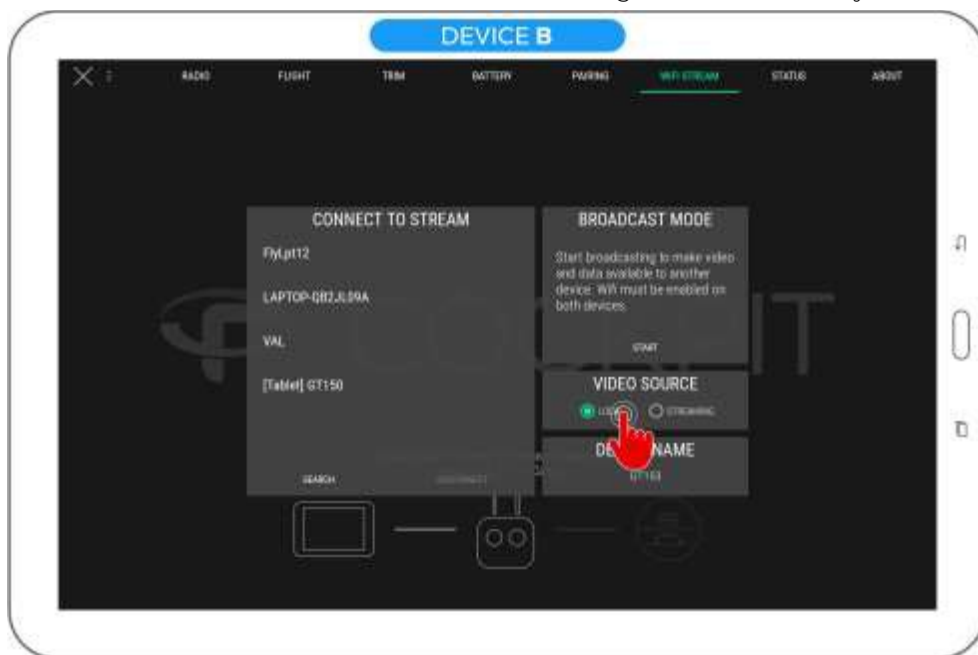 DEVICE B
RADIO FLIGHT TRIM BATTERY PAIRING WIFI STREAM STATUS ABOUT
CONNECT TO STREAM
FlyLpt12
LAPTOP-QB2JL09A
VAL
[Tablet] GT150
SEARCH
DISCONNECT
BROADCAST MODE
Start broadcasting to make video
and data available to another
device. Wifi must be enabled on
both devices.
START
VIDEO SOURCE
STREAMING
NAME
COCKPIT